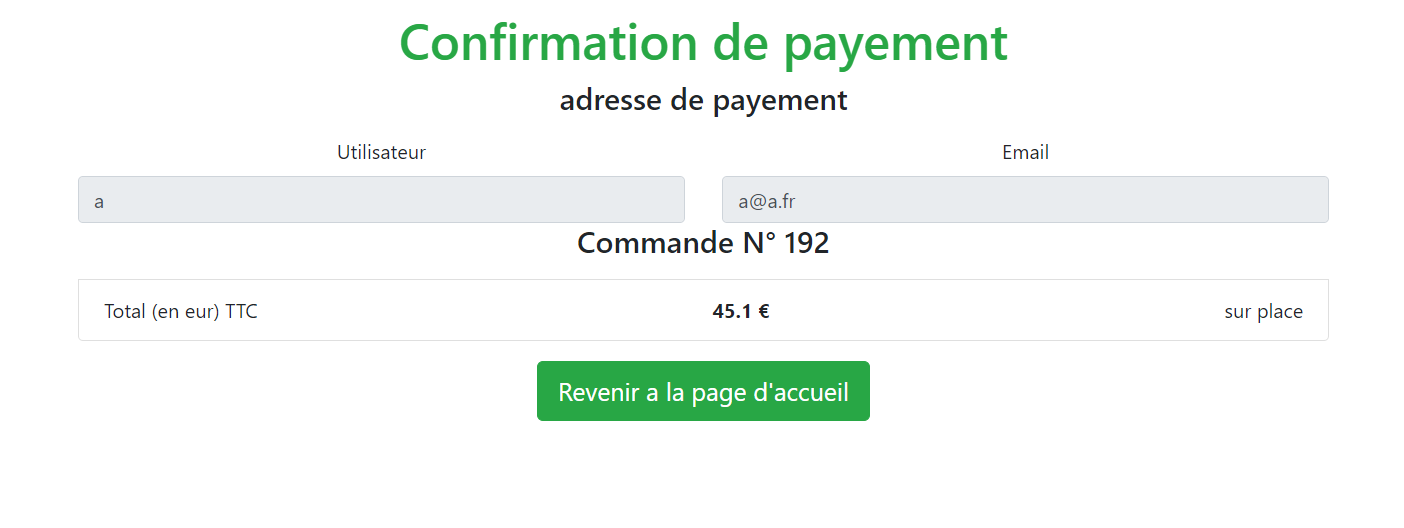 Confirmation de payement
adresse de payement
Utilisateur
Email
a
a@a.fr
Commande N° 192
Total (en eur) TTC 45.1 € sur place
Revenir a la page d'accueil